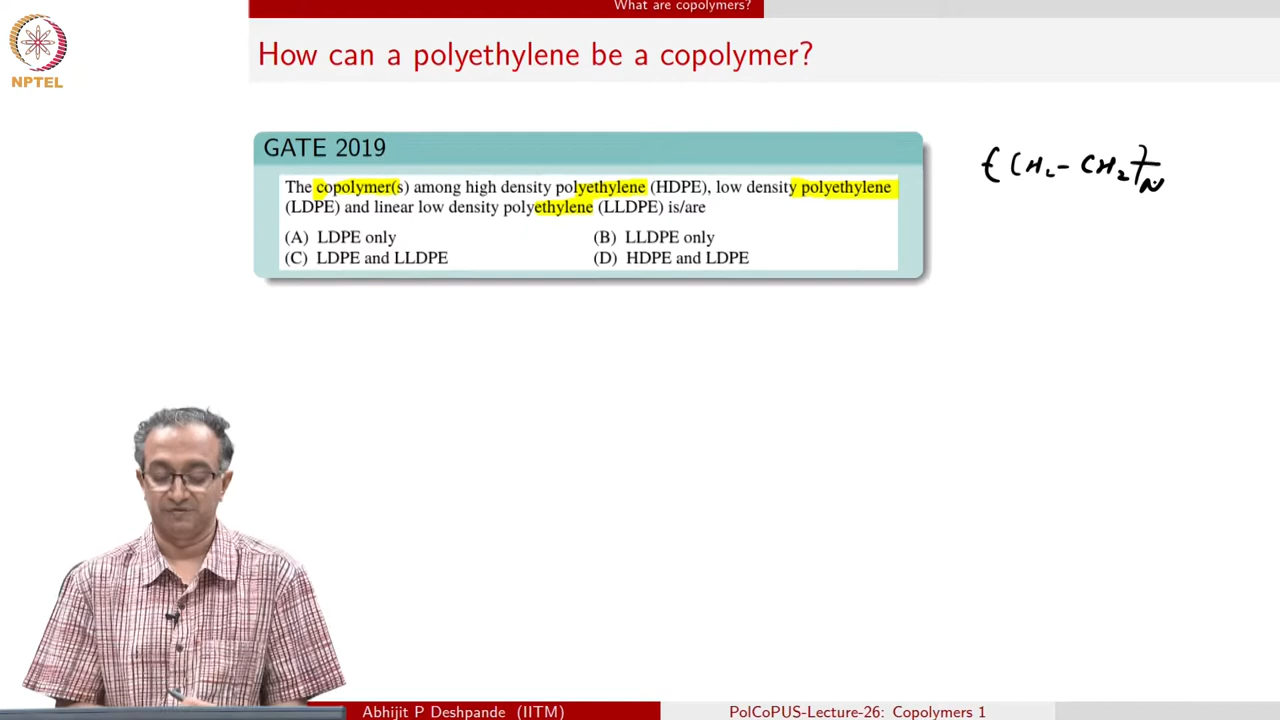 What are copolymers?
NPTEL
How can a polyethylene be a copolymer?
GATE 2019
The copolymer(s) among high density polyethylene (HDPE), low density polyethylene
(LDPE) and linear low density polyethylene (LLDPE) is/are
(A) LDPE only
(B) LLDPE only
(C) LDPE and LLDPE
(D) HDPE and LDPE
{CH₂-CH₂}N
Abhijit P Deshpande (IITM)
PolCoPUS-Lecture-26: Copolymers 1